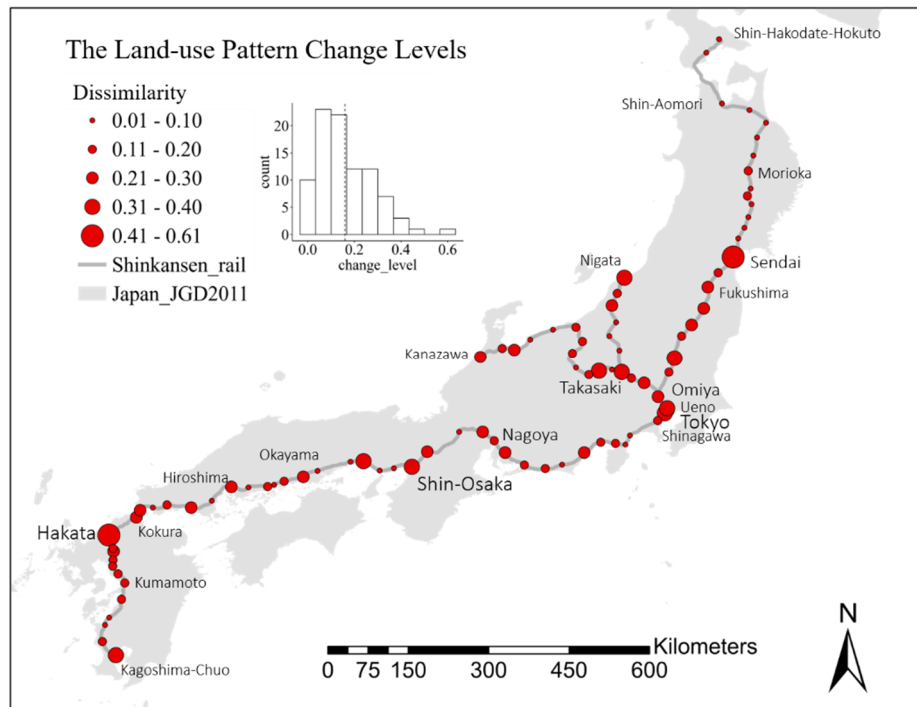 The Land-use Pattern Change Levels
Dissimilarity
0.01 - 0.10
0.11 - 0.20
0.21 - 0.30
0.31 - 0.40
0.41 - 0.61
Shinkansen_rail
Japan_JGD2011
count
20
15
10
5
0
0.0 0.2 0.4 0.6
change_level
Shin-Hakodate-Hokuto
Shin-Aomori
Morioka
Sendai
Nigata
Fukushima
Kanazawa
Takasaki
Omiya
Ueno
Tokyo
Shinagawa
Nagoya
Okayama
Shin-Osaka
Hiroshima
Hakata
Kokura
Kumamoto
Kagoshima-Chuo
N
Kilometers
0 75 150 300 450 600